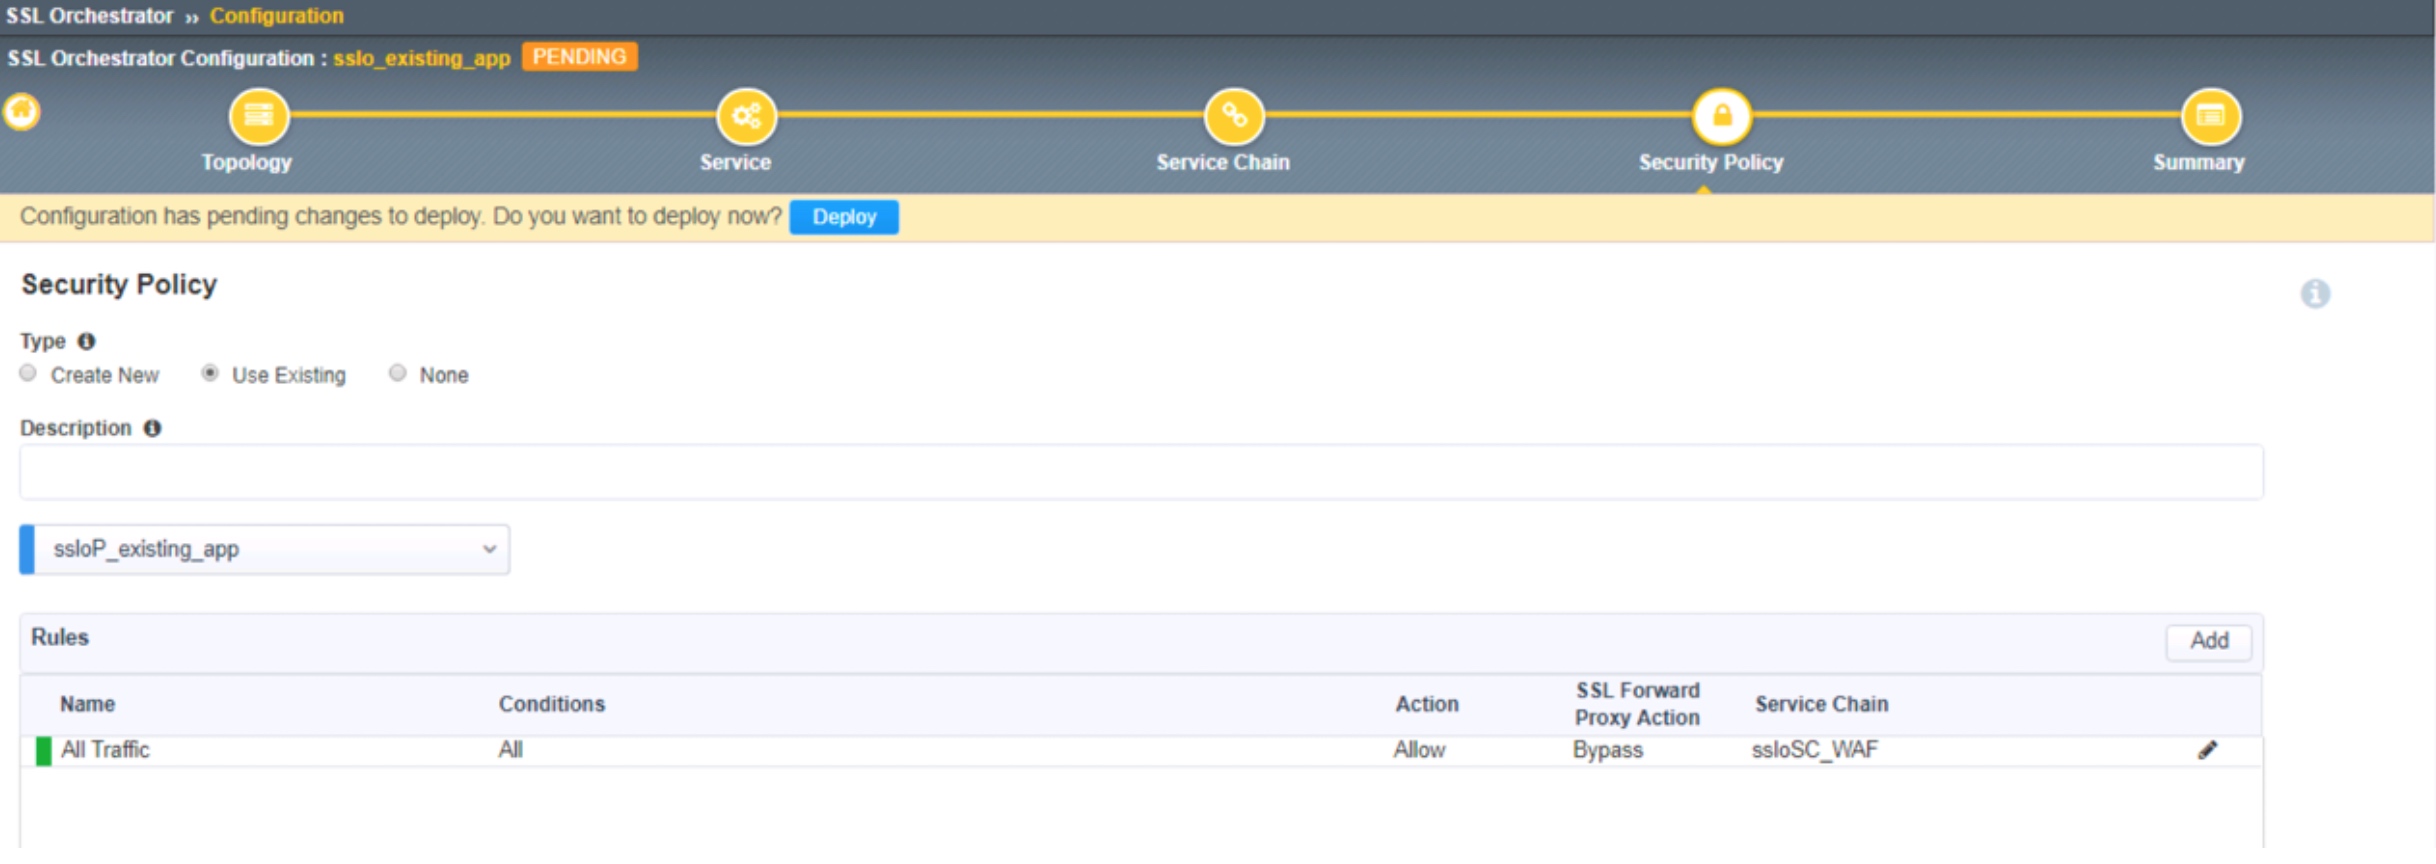 SSL Orchestrator ›› Configuration
SSL Orchestrator Configuration : sslo_existing_app PENDING
Topology Service Service Chain Security Policy Summary
Configuration has pending changes to deploy. Do you want to deploy now? Deploy
Security Policy
Type
Create New Use Existing None
Description
ssloP_existing_app
Rules Add
Name Conditions Action SSL Forward Proxy Action Service Chain
All Traffic All Allow Bypass ssloSC_WAF